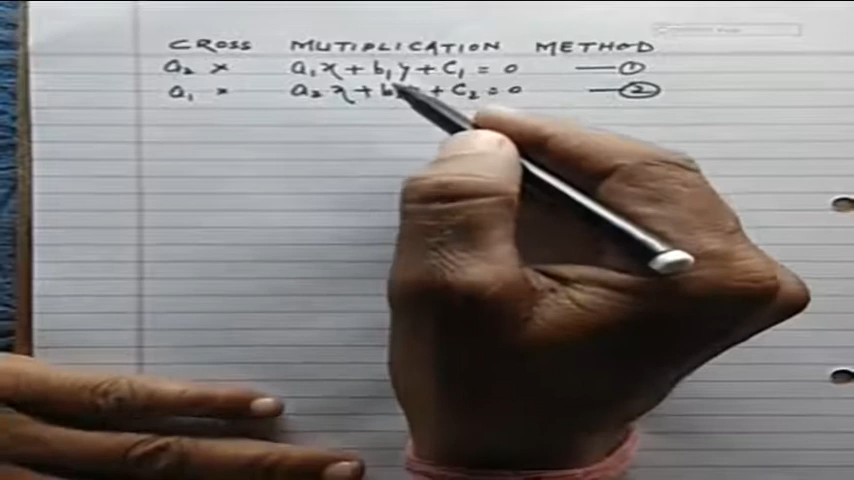 CROSS MUTIPLICATION METHOD
a₂ × a₁x + b₁y + c₁ = 0 — ①
a₁ × a₂x + b + c₂ = 0 — ②